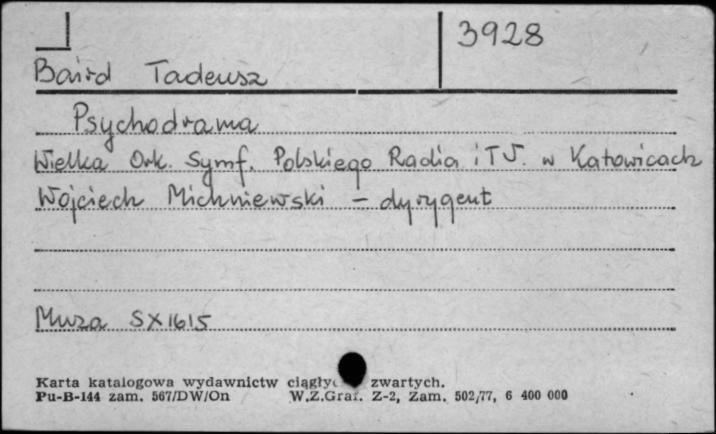 3928
Baird Tadeusz
Psychodrama
Wielka Ork. Symf. Polskiego Radia i TV. w Katowicach
Wojciech Michniewski - dyrygent
Muza SX1615
Karta katalogowa wydawnictw zwartych.
Pu-B-144 zam. 567/DW/On W.Z.Graf. Z-2, Zam. 502/77, 6 400 000